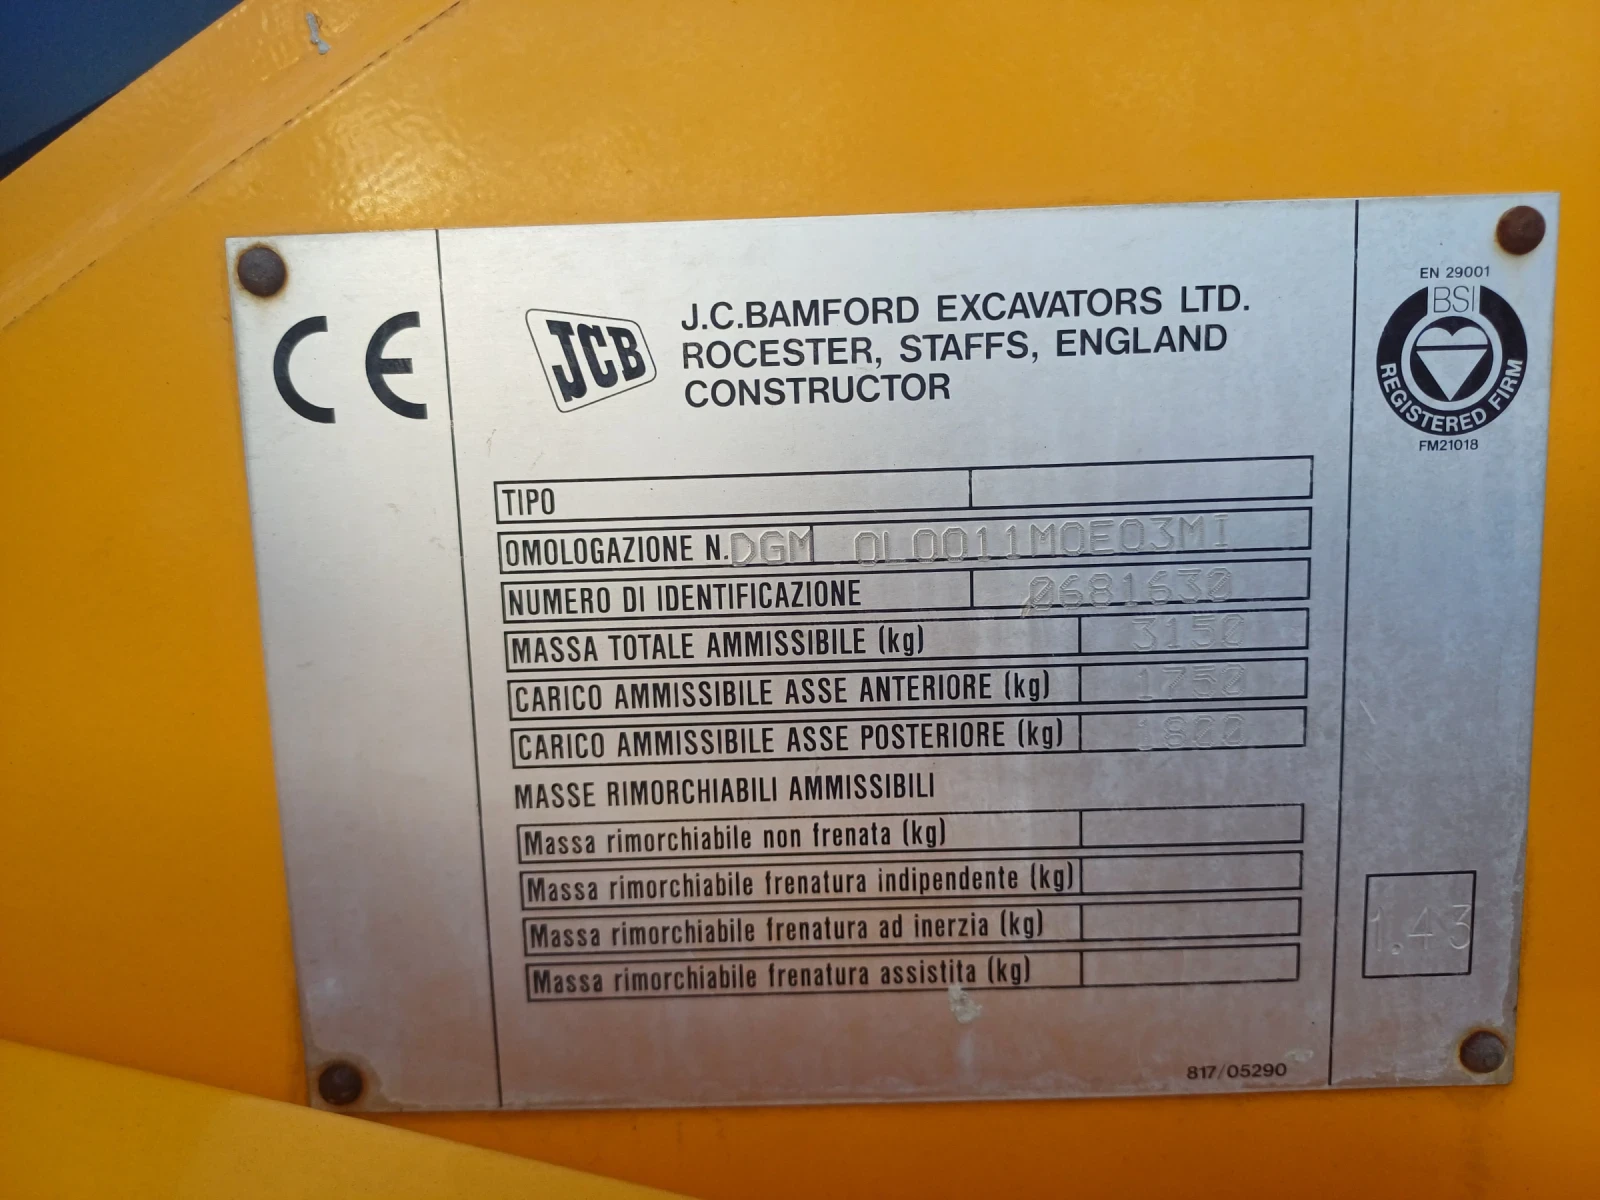 CE
JCB
J.C.BAMFORD EXCAVATORS LTD.
ROCESTER, STAFFS, ENGLAND
CONSTRUCTOR
EN 29001
BSI
REGISTERED FIRM
FM21018
TIPO
OMOLOGAZIONE N. DGM 0L0011M0E03MI
NUMERO DI IDENTIFICAZIONE 0681630
MASSA TOTALE AMMISSIBILE (kg) 3150
CARICO AMMISSIBILE ASSE ANTERIORE (kg) 1750
CARICO AMMISSIBILE ASSE POSTERIORE (kg) 1800
MASSE RIMORCHIABILI AMMISSIBILI
Massa rimorchiabile non frenata (kg)
Massa rimorchiabile frenatura indipendente (kg)
Massa rimorchiabile frenatura ad inerzia (kg)
Massa rimorchiabile frenatura assistita (kg)
1.43
817/05290